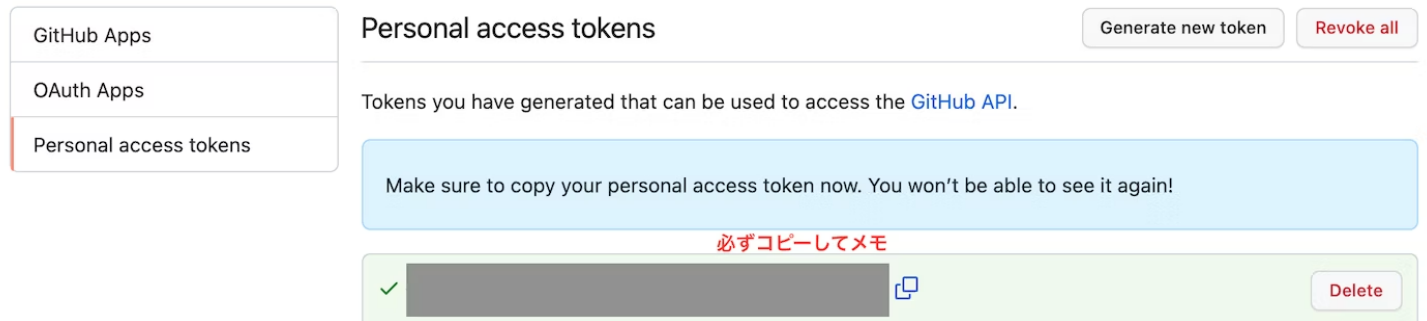 GitHub Apps
OAuth Apps
Personal access tokens
Personal access tokens
Generate new token
Revoke all
Tokens you have generated that can be used to access the GitHub API.
Make sure to copy your personal access token now. You won’t be able to see it again!
必ずコピーしてメモ
Delete